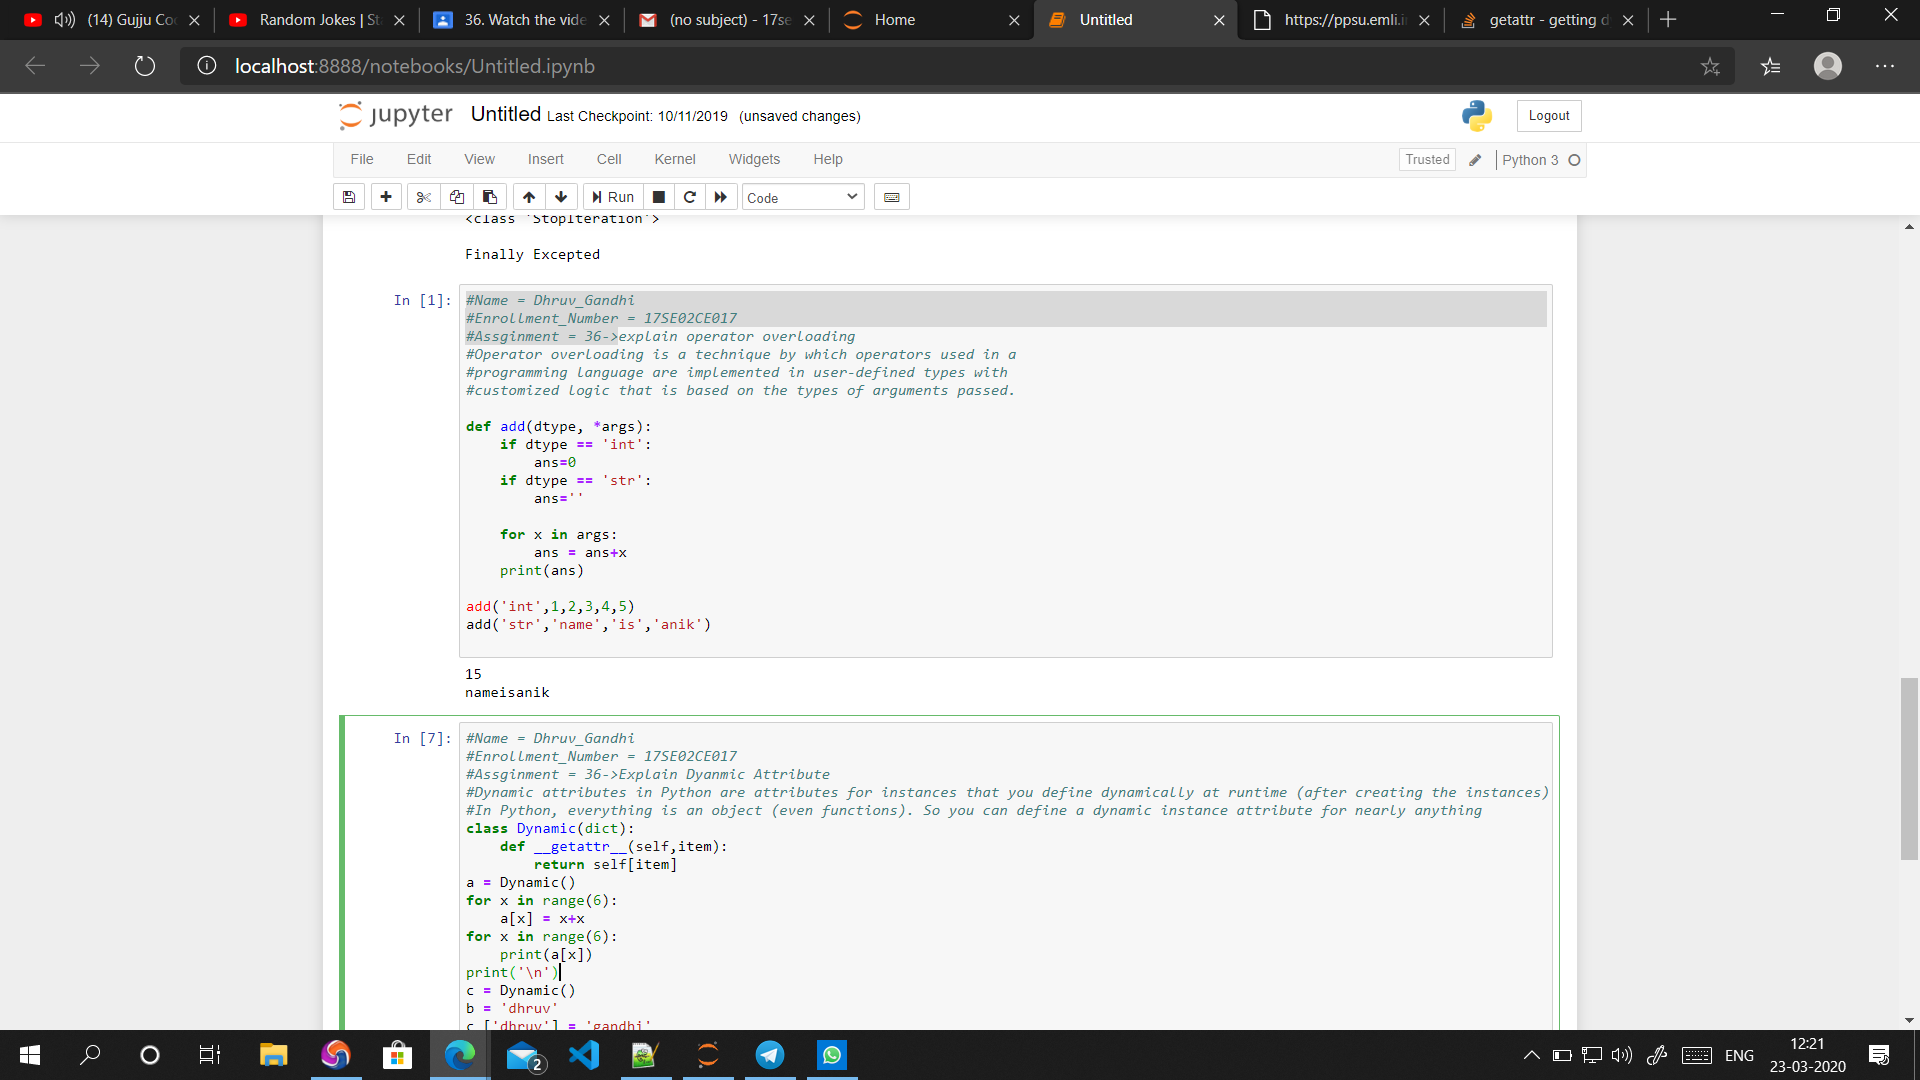 (14) Gujju Co
Random Jokes | St
36. Watch the vide
(no subject) - 17se
Home
Untitled
https://ppsu.emli.i
getattr - getting d
localhost:8888/notebooks/Untitled.ipynb
jupyter Untitled Last Checkpoint: 10/11/2019 (unsaved changes)
Logout
File Edit View Insert Cell Kernel Widgets Help
Trusted
Python 3
Run
Code
<class 'StopIteration'>
Finally Excepted
In [1]:
#Name = Dhruv_Gandhi
#Enrollment_Number = 17SE02CE017
#Assginment = 36->explain operator overloading
#Operator overloading is a technique by which operators used in a
#programming language are implemented in user-defined types with
#customized logic that is based on the types of arguments passed.
def add(dtype, *args):
    if dtype == 'int':
        ans=0
    if dtype == 'str':
        ans=''
    for x in args:
        ans = ans+x
    print(ans)
add('int',1,2,3,4,5)
add('str','name','is','anik')
15
nameisanik
In [7]:
#Name = Dhruv_Gandhi
#Enrollment_Number = 17SE02CE017
#Assginment = 36->Explain Dyanmic Attribute
#Dynamic attributes in Python are attributes for instances that you define dynamically at runtime (after creating the instances)
#In Python, everything is an object (even functions). So you can define a dynamic instance attribute for nearly anything
class Dynamic(dict):
    def __getattr__(self,item):
        return self[item]
a = Dynamic()
for x in range(6):
    a[x] = x+x
for x in range(6):
    print(a[x])
print('\n')
c = Dynamic()
b = 'dhruv'
c ['dhruv'] = 'gandhi'
2
ENG
12:21
23-03-2020